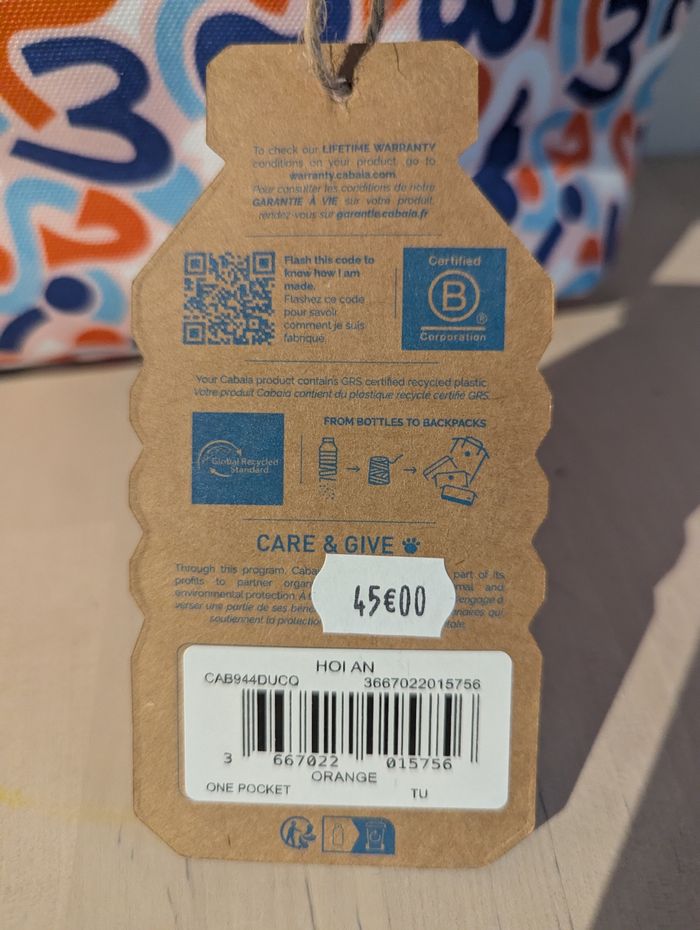 To check our LIFETIME WARRANTY
conditions on your product, go to
warranty.cabaia.com
Pour consulter les conditions de notre
GARANTIE À VIE sur votre produit,
rendez-vous sur garantie.cabaia.fr
Flash this code to
know how I am
made.
Flashez ce code
pour savoir
comment je suis
fabriqué.
Certified
B
®
Corporation
Your Cabaia product contains GRS certified recycled plastic
Votre produit Cabaia contient du plastique recyclé certifié GRS.
Global Recycled
Standard
FROM BOTTLES TO BACKPACKS
CARE & GIVE
Through this program, Caba part of its
profits to partner organ mal and
environmental protection. A engage à
verser une partie de ses béné enaires qui
soutiennent la protectio
45€00
HOI AN
CAB944DUCQ 3667022015756
3 667022 015756
ORANGE
ONE POCKET TU